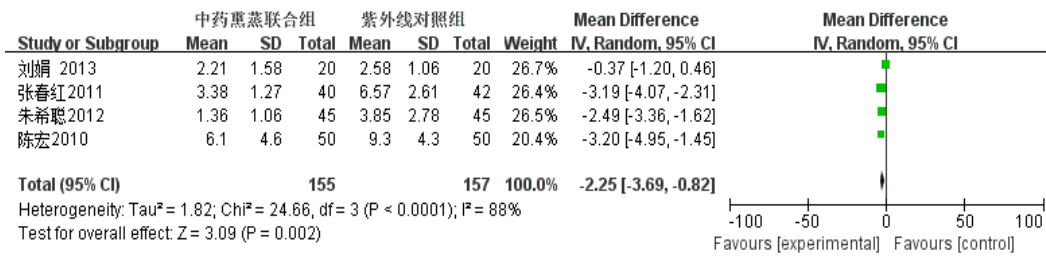 中药熏蒸联合组 紫外线对照组 Mean Difference Mean Difference
Study or Subgroup Mean SD Total Mean SD Total Weight IV, Random, 95% CI IV, Random, 95% CI
刘娟 2013 2.21 1.58 20 2.58 1.06 20 26.7% -0.37 [-1.20, 0.46]
张春红2011 3.38 1.27 40 6.57 2.61 42 26.4% -3.19 [-4.07, -2.31]
朱希聪2012 1.36 1.06 45 3.85 2.78 45 26.5% -2.49 [-3.36, -1.62]
陈宏2010 6.1 4.6 50 9.3 4.3 50 20.4% -3.20 [-4.95, -1.45]
Total (95% CI) 155 157 100.0% -2.25 [-3.69, -0.82]
Heterogeneity: Tau² = 1.82; Chi² = 24.66, df = 3 (P < 0.0001); I² = 88%
Test for overall effect: Z = 3.09 (P = 0.002)
-100 -50 0 50 100
Favours [experimental] Favours [control]